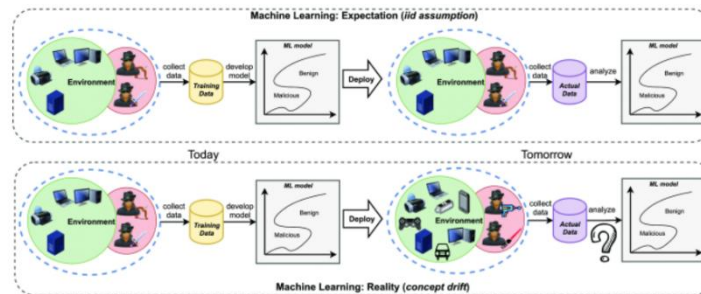 Machine Learning: Expectation (iid assumption)
Environment
collect data
Training Data
develop model
ML model
Benign
Malicious
Deploy
Environment
collect data
Actual Data
analyze
ML model
Benign
Malicious
Today
Tomorrow
Environment
collect data
Training Data
develop model
ML model
Benign
Malicious
Deploy
Environment
collect data
Actual Data
analyze
?
ML model
Benign
Malicious
Machine Learning: Reality (concept drift)